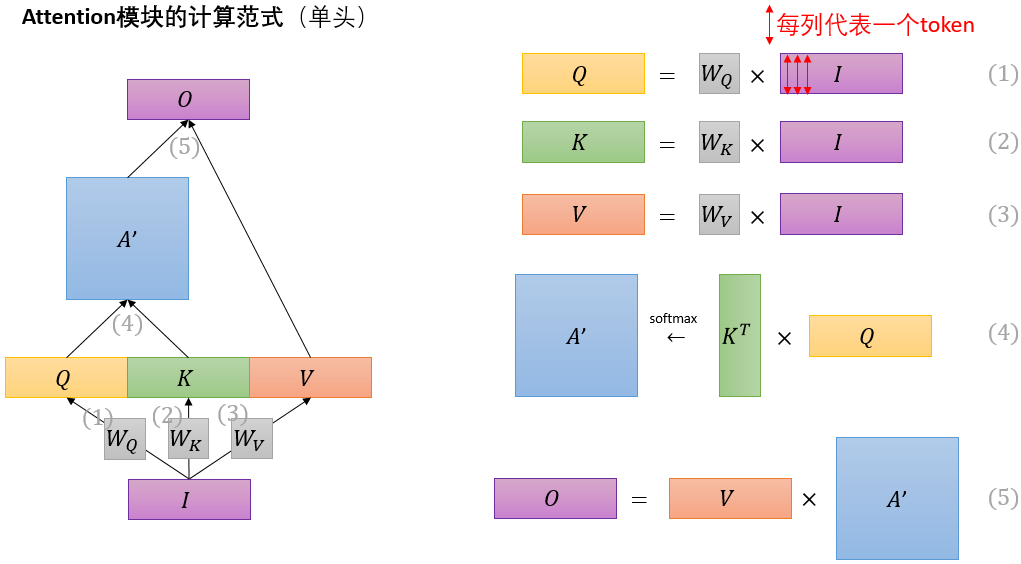 Attention模块的计算范式（单头）
每列代表一个token
O
(5)
A'
(4)
Q K V
(1) (2) (3)
W_Q W_K W_V
I
Q = W_Q × I (1)
K = W_K × I (2)
V = W_V × I (3)
A' softmax ← K^T × Q (4)
O = V × A' (5)